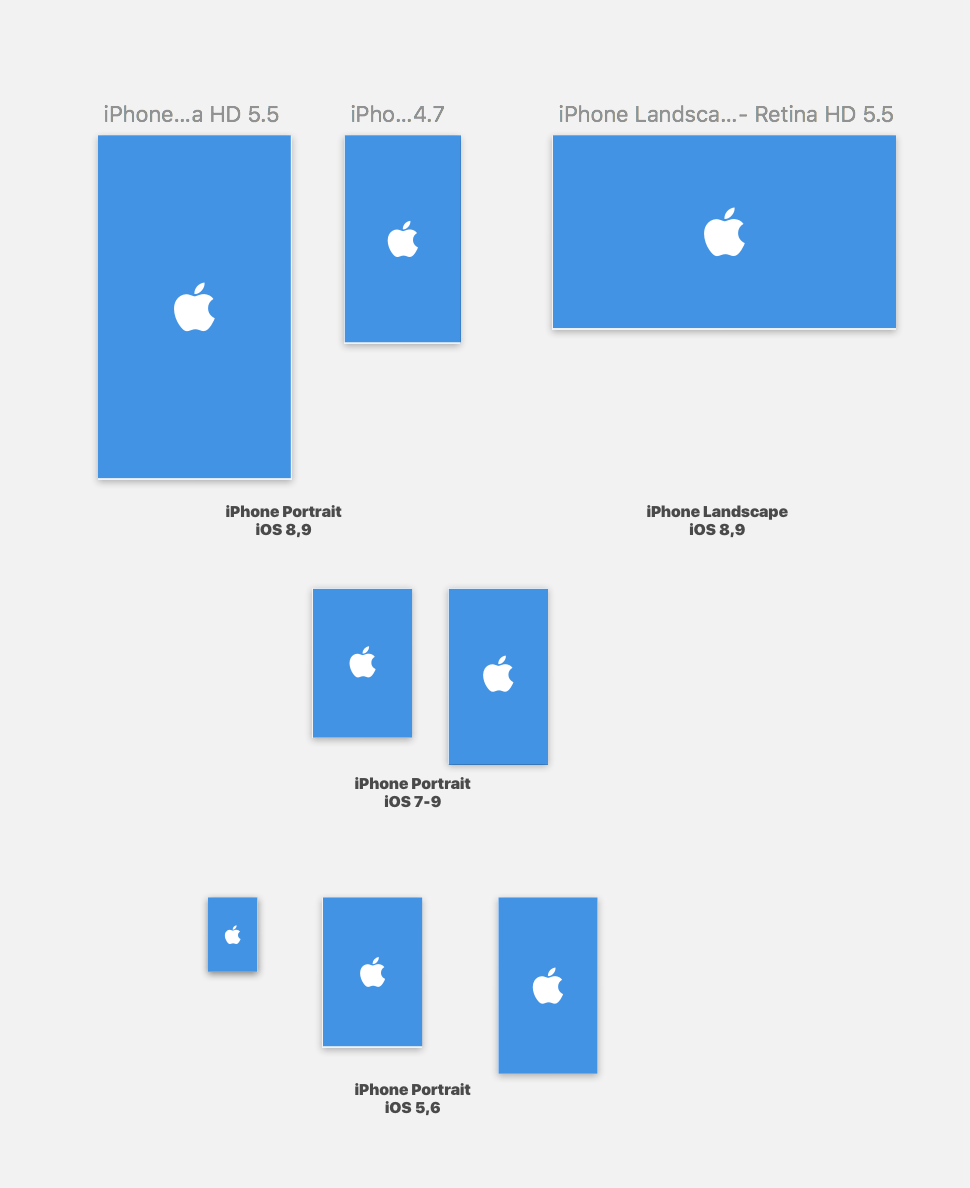 iPhone...a HD 5.5
iPho...4.7
iPhone Landsca...- Retina HD 5.5
iPhone Portrait
iOS 8,9
iPhone Landscape
iOS 8,9
iPhone Portrait
iOS 7-9
iPhone Portrait
iOS 5,6